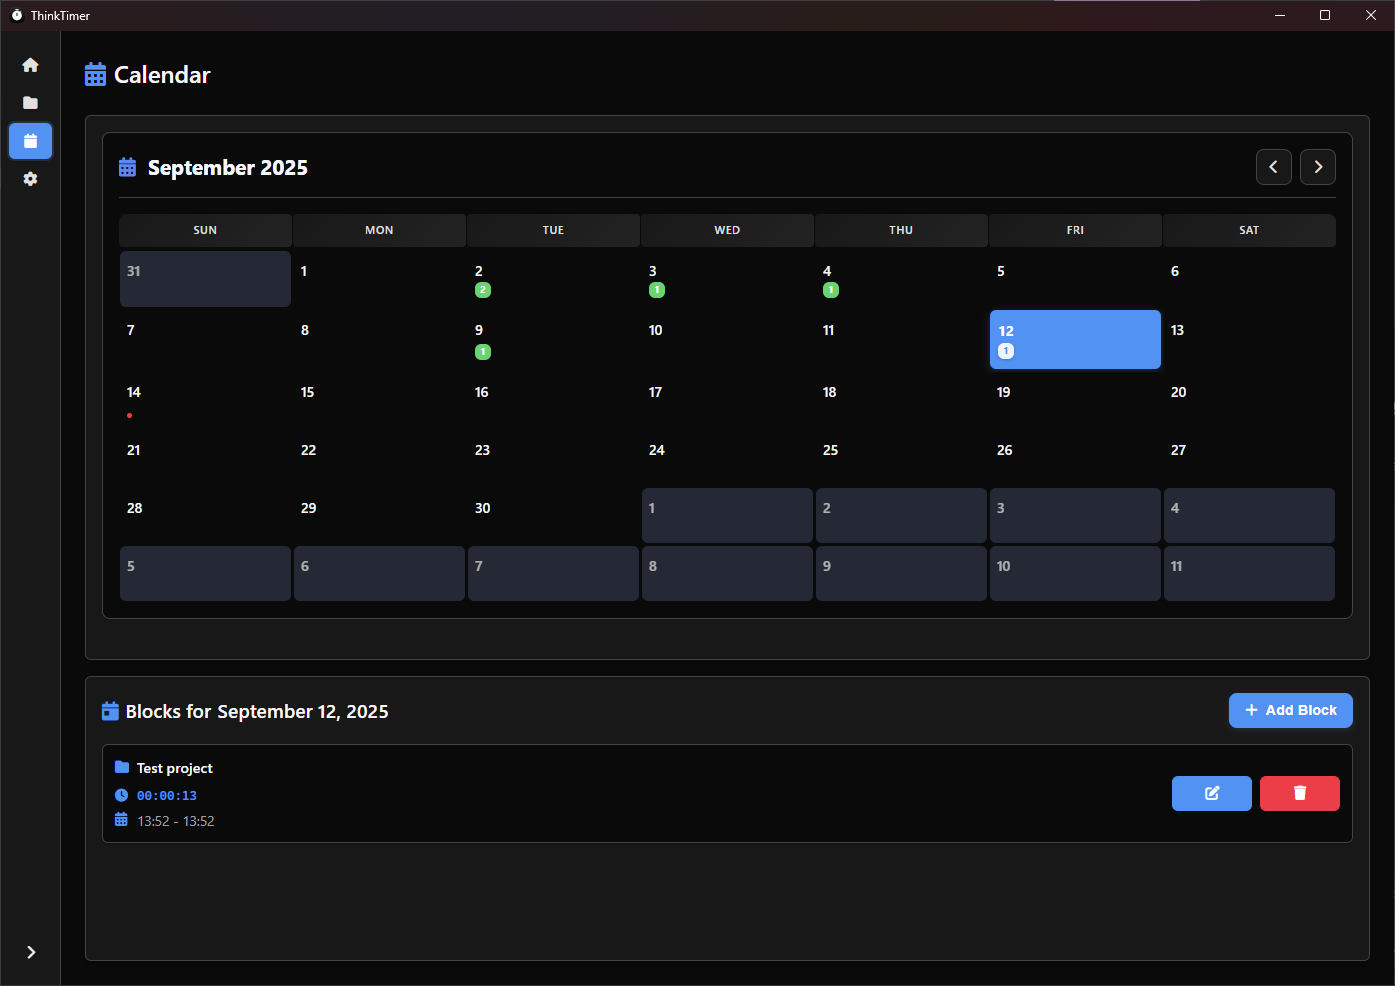 ThinkTimer
Calendar
September 2025
SUN MON TUE WED THU FRI SAT
31 1 2 3 4 5 6
2 1 1
7 8 9 10 11 12 13
1 1
14 15 16 17 18 19 20
21 22 23 24 25 26 27
28 29 30 1 2 3 4
5 6 7 8 9 10 11
Blocks for September 12, 2025
Add Block
Test project
00:00:13
13:52 - 13:52